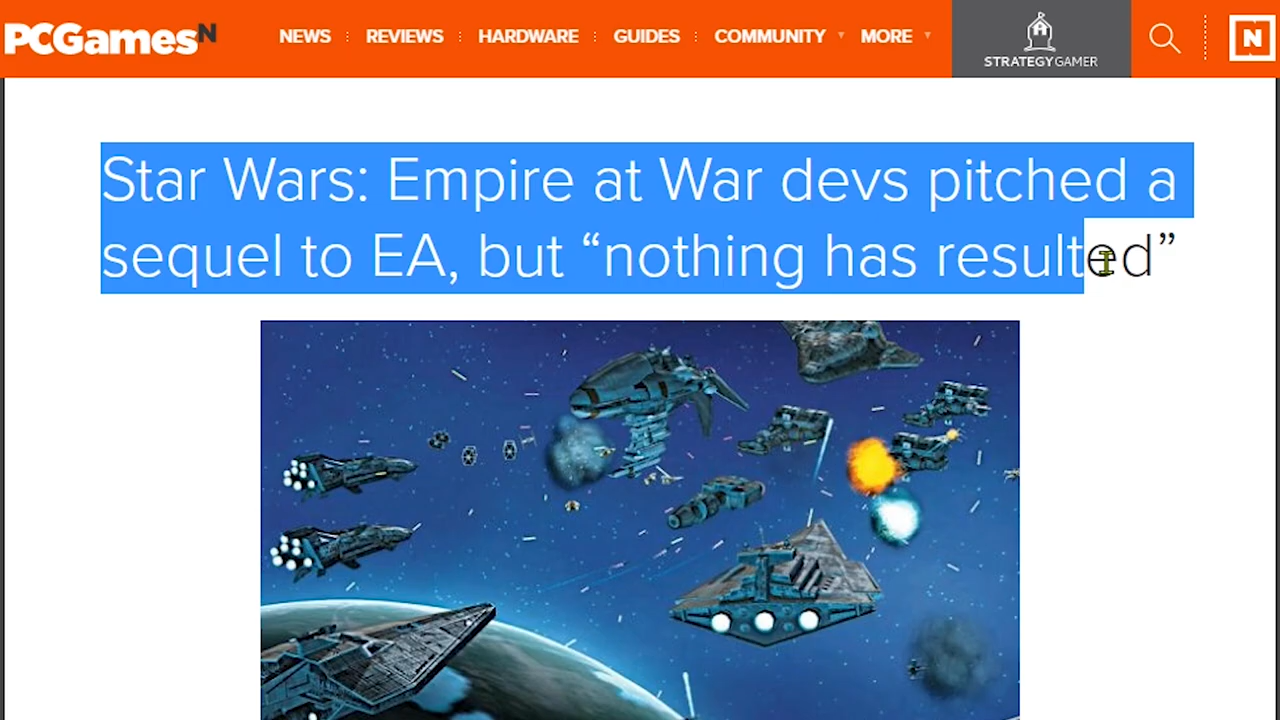 PCGamesN
NEWS
REVIEWS
HARDWARE
GUIDES
COMMUNITY
MORE
STRATEGYGAMER
N
Star Wars: Empire at War devs pitched a
sequel to EA, but “nothing has resulted”